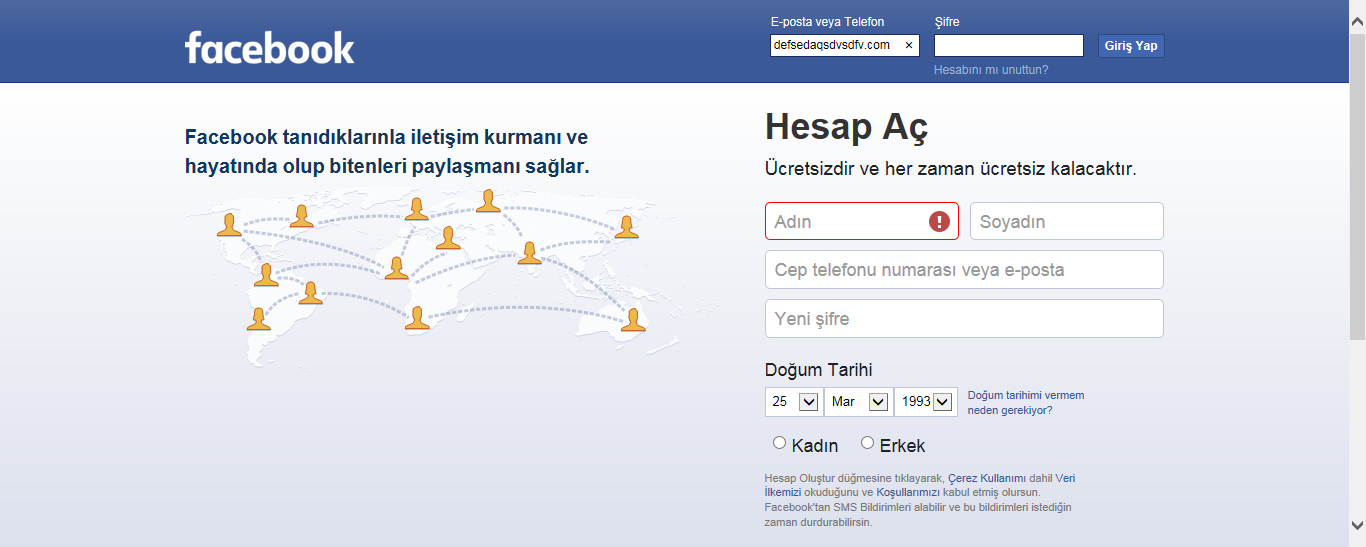 facebook
E-posta veya Telefon
Şifre
defsedaqsdvsdfv.com
Giriş Yap
Hesabını mı unuttun?
Facebook tanıdıklarınla iletişim kurmanı ve
hayatında olup bitenleri paylaşmanı sağlar.
Hesap Aç
Ücretsizdir ve her zaman ücretsiz kalacaktır.
Adın
Soyadın
Cep telefonu numarası veya e-posta
Yeni şifre
Doğum Tarihi
25 Mar 1993
Doğum tarihimi vermem
neden gerekiyor?
Kadın Erkek
Hesap Oluştur düğmesine tıklayarak, Çerez Kullanımı dahil Veri
İlkemizi okuduğunu ve Koşullarımızı kabul etmiş olursun.
Facebook'tan SMS Bildirimleri alabilir ve bu bildirimleri istediğin
zaman durdurabilirsin.